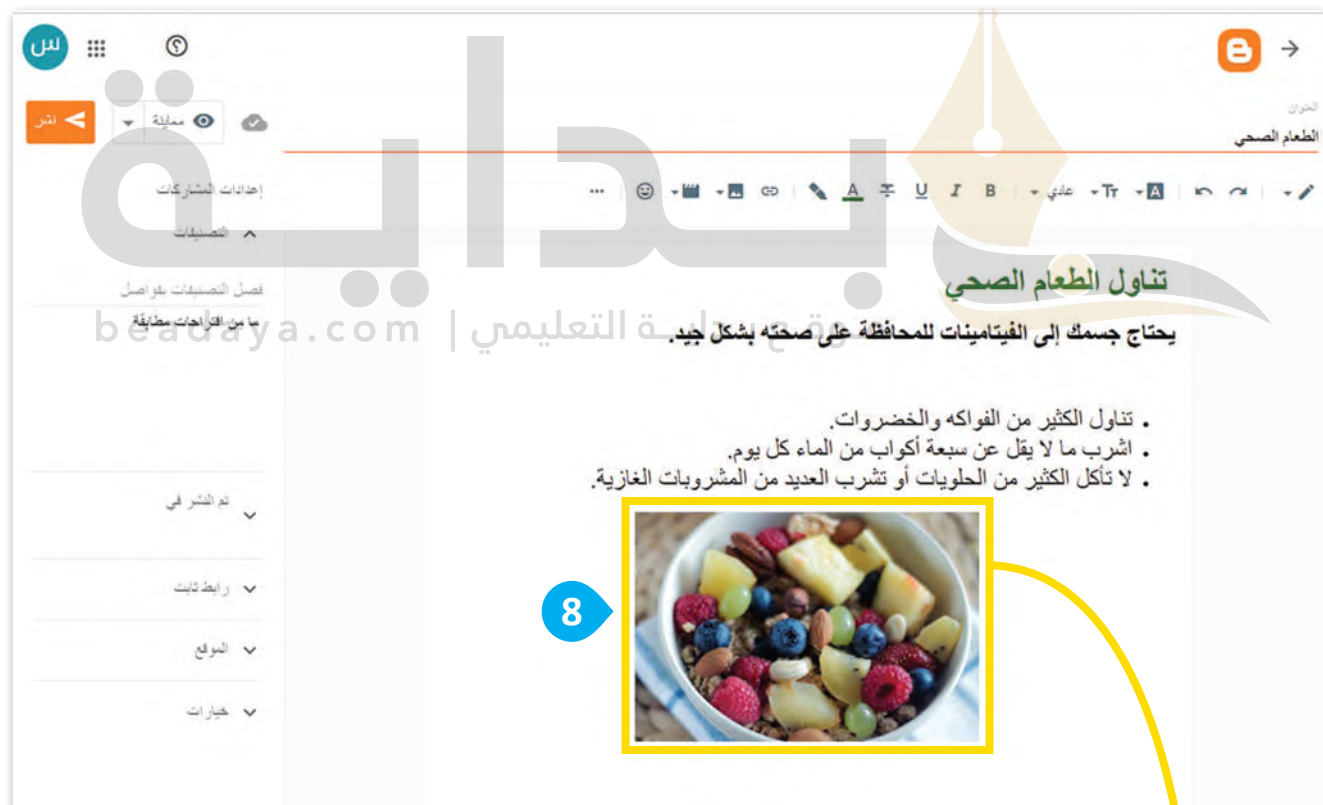 س
العنوان
الطعام الصحي
معاينة
نشر
عادي
إعدادات المشاركات
التصنيفات
فصل التصنيفات بفواصل
ما من اقتراحات مطابقة
تم النشر في
رابط ثابت
الموقع
خيارات
تناول الطعام الصحي
يحتاج جسمك إلى الفيتامينات للمحافظة على صحته بشكل جيد.
• تناول الكثير من الفواكه والخضروات.
• اشرب ما لا يقل عن سبعة أكواب من الماء كل يوم.
• لا تأكل الكثير من الحلويات أو تشرب العديد من المشروبات الغازية.
8
بداية
beadaya.com | التعليمي